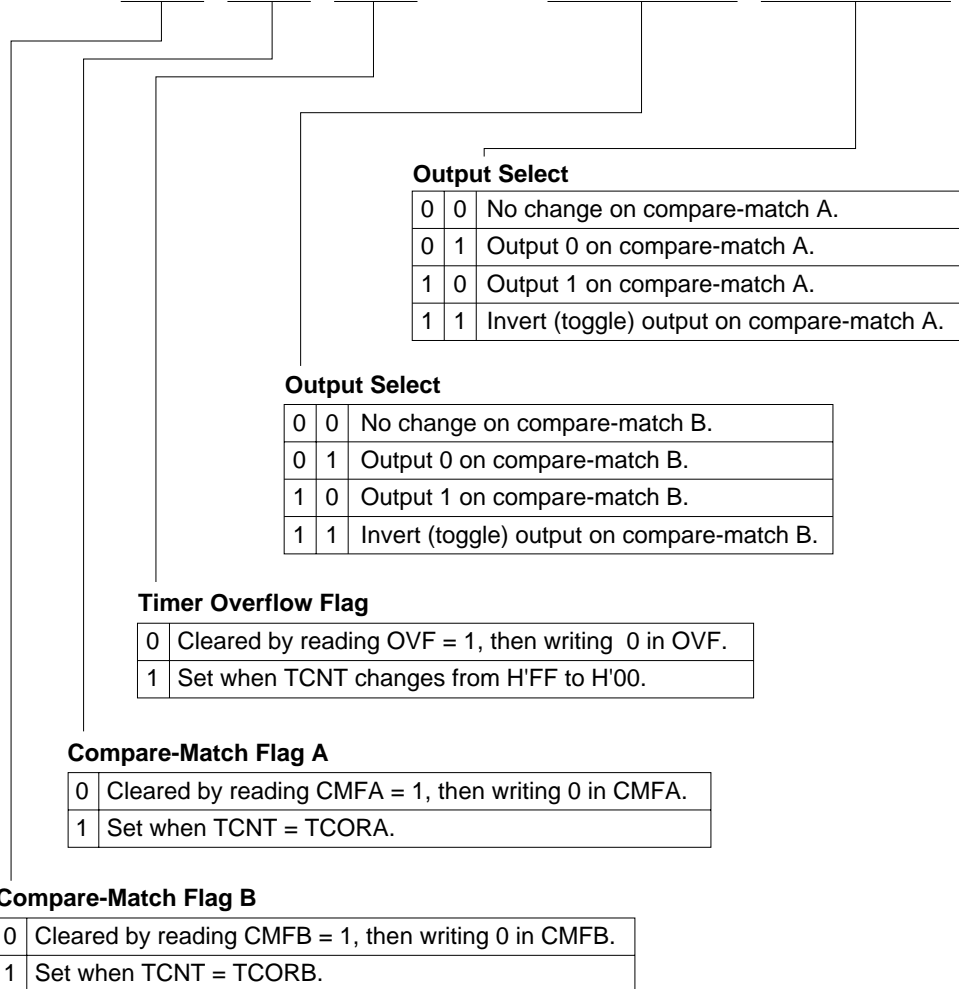 Output Select
0 0 No change on compare-match A.
0 1 Output 0 on compare-match A.
1 0 Output 1 on compare-match A.
1 1 Invert (toggle) output on compare-match A.
Output Select
0 0 No change on compare-match B.
0 1 Output 0 on compare-match B.
1 0 Output 1 on compare-match B.
1 1 Invert (toggle) output on compare-match B.
Timer Overflow Flag
0 Cleared by reading OVF = 1, then writing 0 in OVF.
1 Set when TCNT changes from H'FF to H'00.
Compare-Match Flag A
0 Cleared by reading CMFA = 1, then writing 0 in CMFA.
1 Set when TCNT = TCORA.
Compare-Match Flag B
0 Cleared by reading CMFB = 1, then writing 0 in CMFB.
1 Set when TCNT = TCORB.